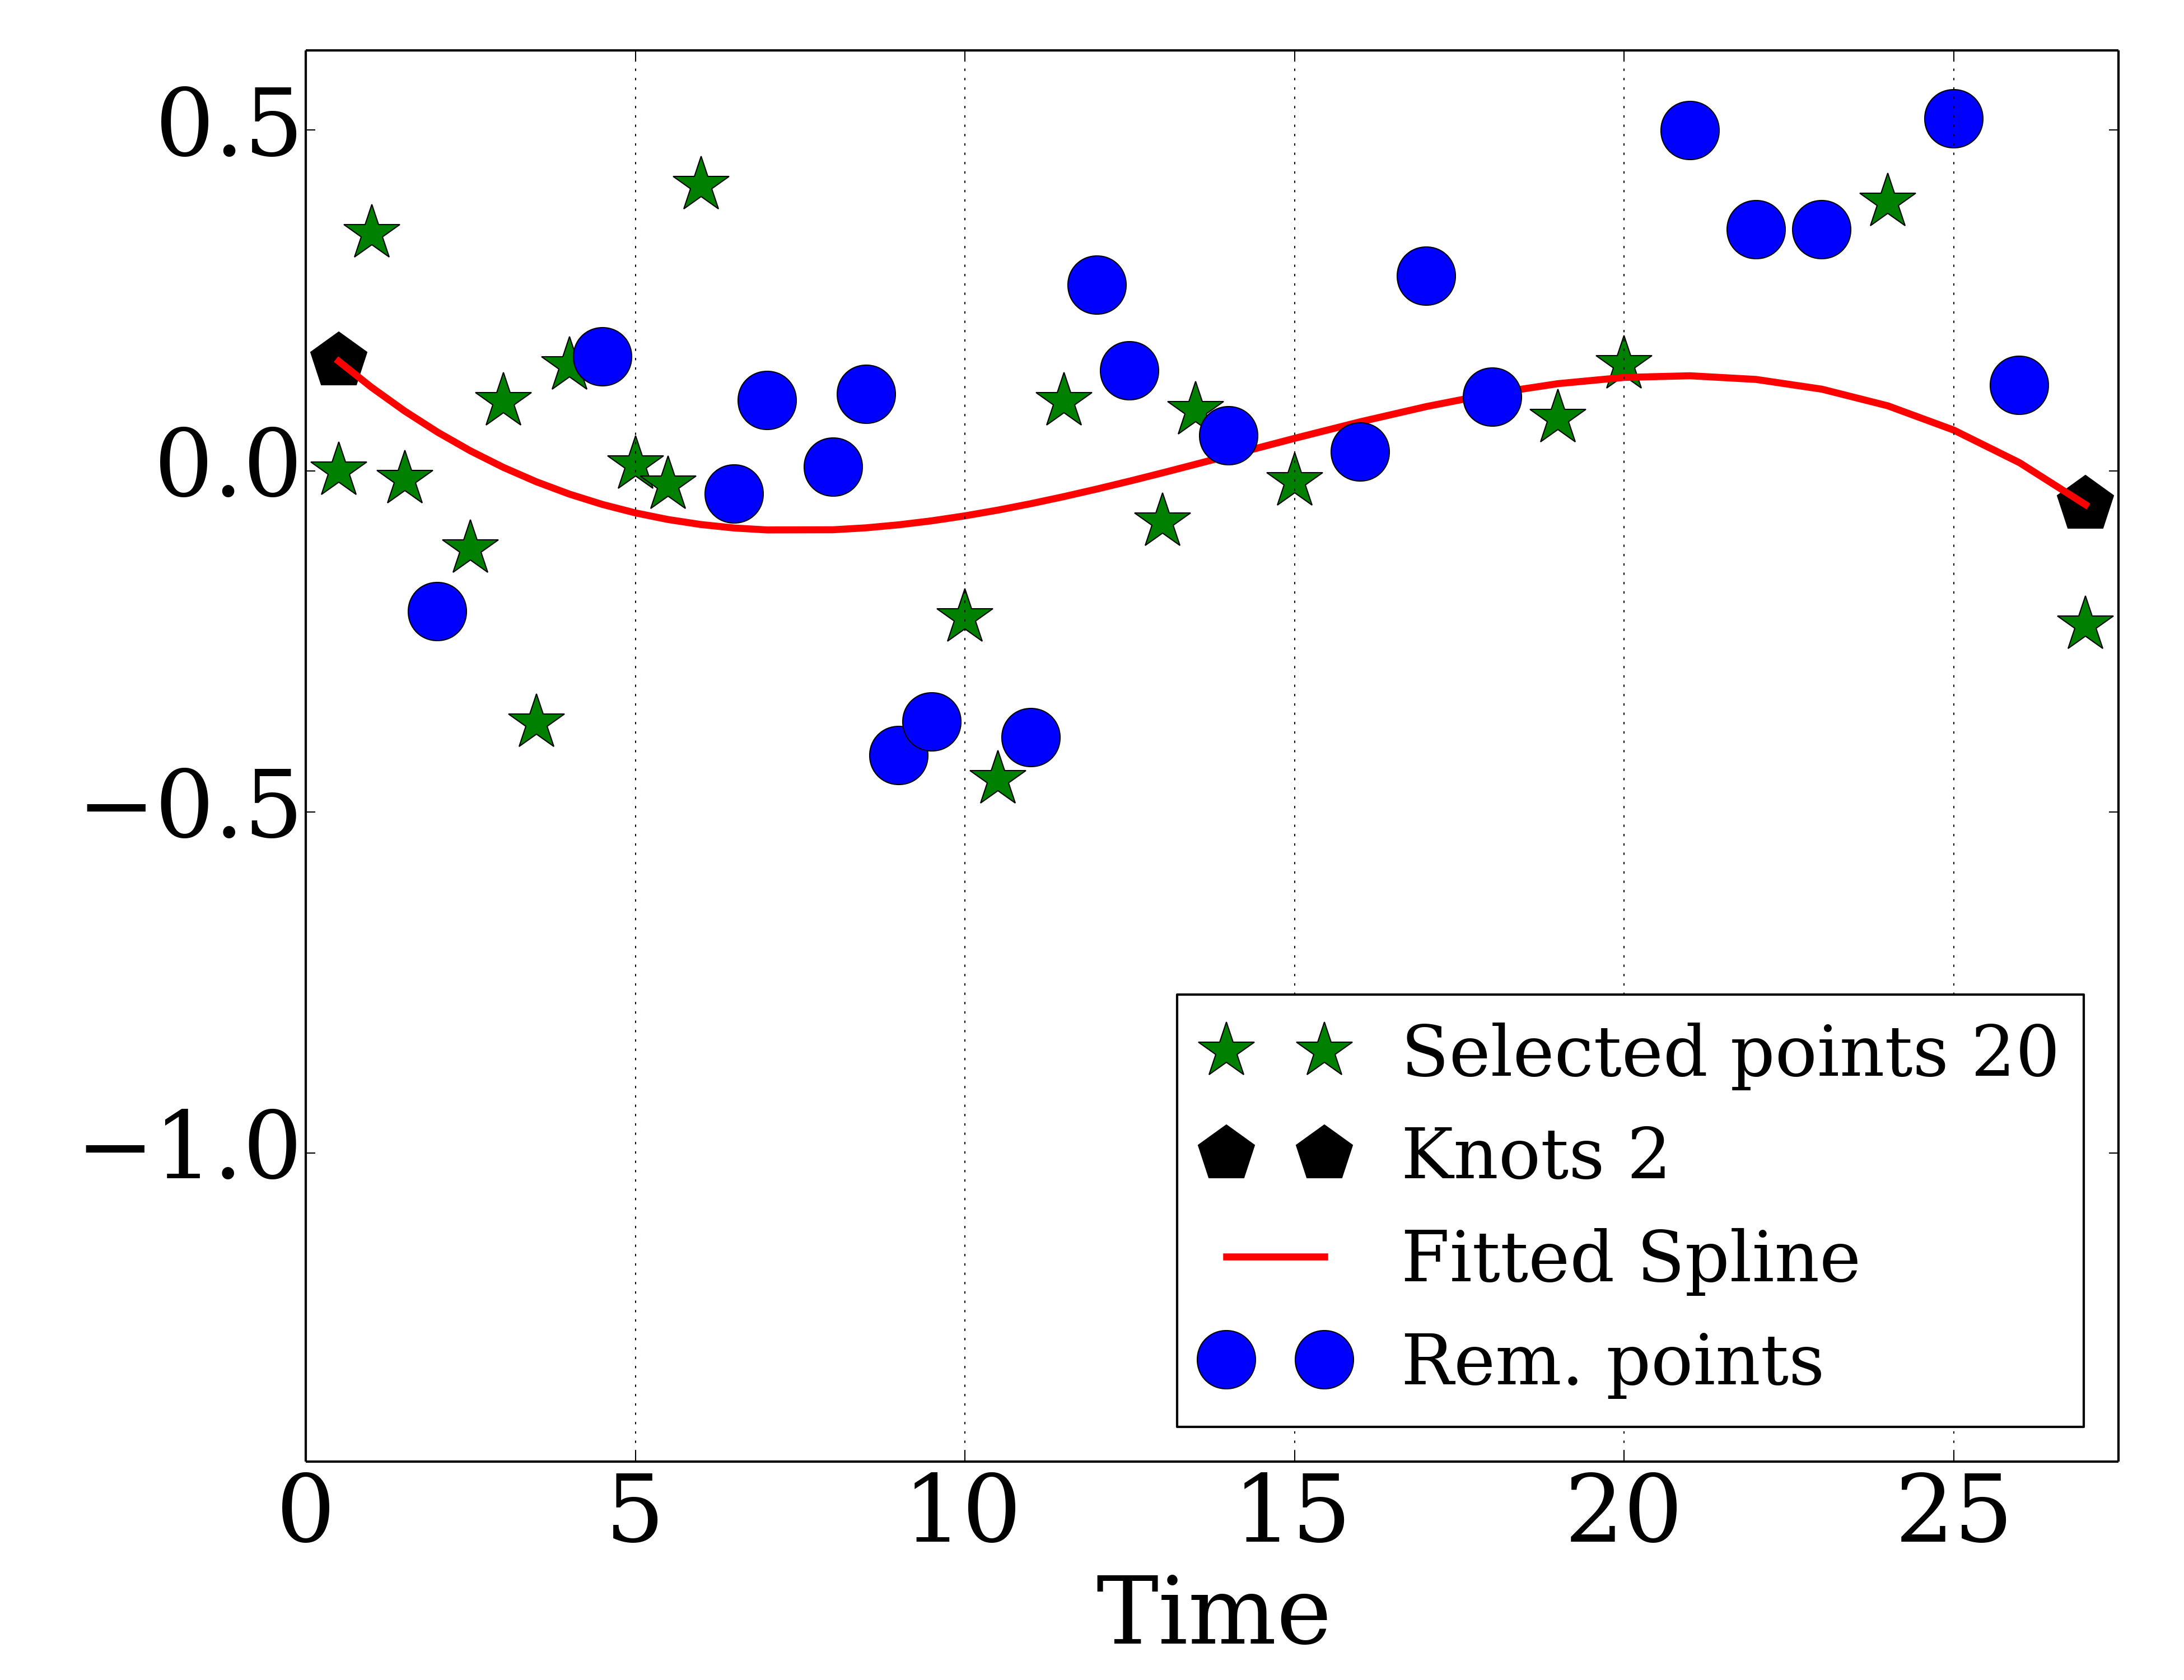 0.5
0.0
−0.5
−1.0
0 5 10 15 20 25
Time
Selected points 20
Knots 2
Fitted Spline
Rem. points